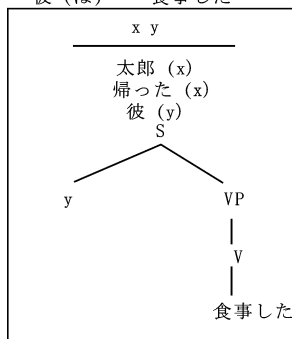 彼 (は) 食事した
x y
太郎 (x)
帰った (x)
彼 (y)
S
y VP
V
食事した